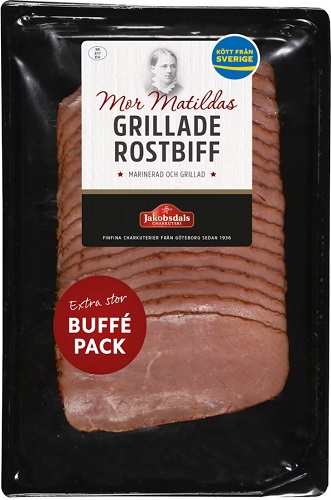 KÖTT FRÅN
SVERIGE
Mor Matildas
GRILLADE
ROSTBIFF
MARINERAD OCH GRILLAD
Jakobsdals
CHARKUTERI
FINFINA CHARKUTERIER FRÅN GÖTEBORG SEDAN 1936
Extra stor
BUFFÉ
PACK